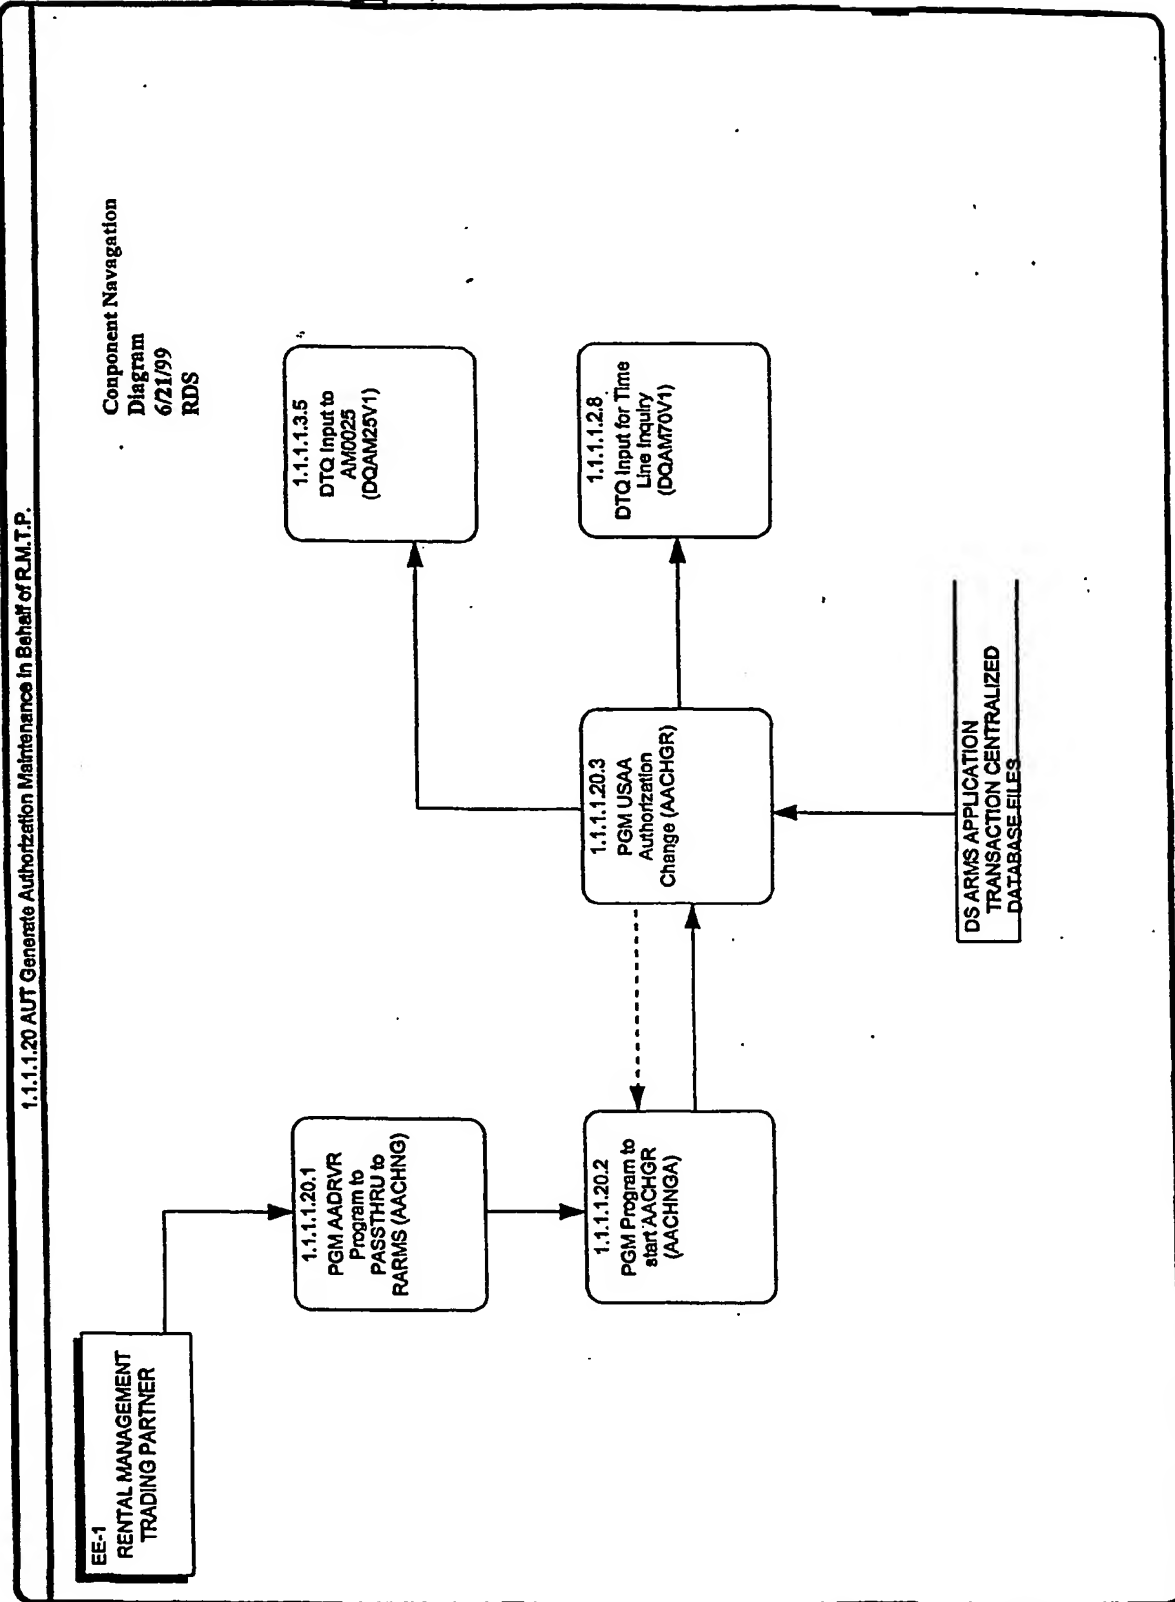 1.1.1.1.20 AUT Generate Authorization Maintenance in Behalf of R.M.T.P.
Conponent Navagation
Diagram
6/21/99
RDS
EE-1
RENTAL MANAGEMENT
TRADING PARTNER
1.1.1.1.20.1
PGM AADRVR
Program to
PASSTHRU to
RARMS (AACHNG)
1.1.1.1.3.5
DTQ Input to
AM0025
(DQAM25V1)
1.1.1.1.20.2
PGM Program to
start AACHGR
(AACHNGA)
1.1.1.1.20.3
PGM USAA
Authorization
Change (AACHGR)
1.1.1.1.2.8
DTQ Input for Time
Line Inquiry
(DQAM70V1)
DS ARMS APPLICATION
TRANSACTION CENTRALIZED
DATABASE FILES